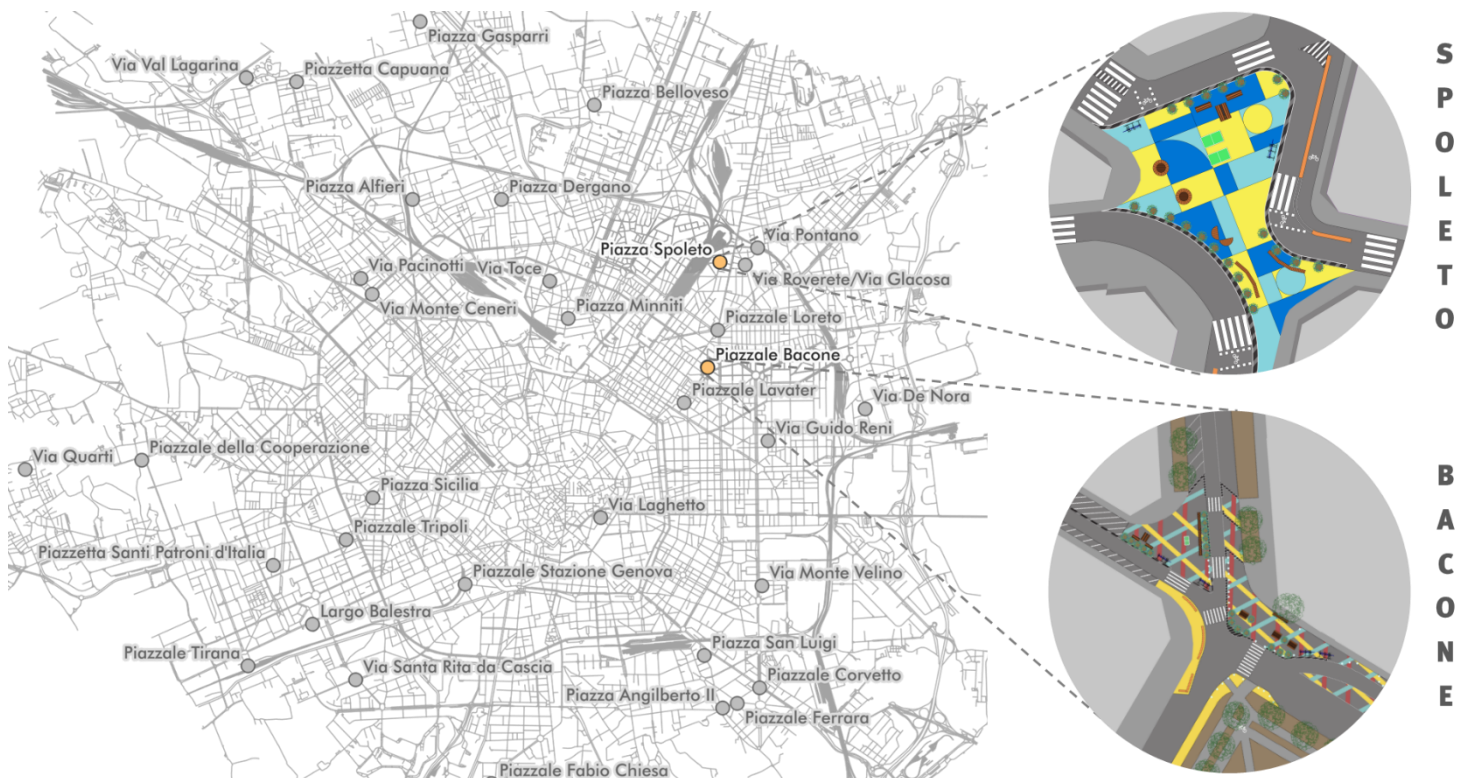 Piazza Gasparri
Via Val Lagarina
Piazzetta Capuana
Piazza Belloveso
Piazza Alfieri
Piazza Dergano
Via Pontano
Piazza Spoleto
Via Pacinotti
Via Toce
Via Roverete/Via Glacosa
Via Monte Ceneri
Piazza Minniti
Piazzale Loreto
Piazzale Bacone
Piazzale Lavater
Via De Nora
Via Guido Reni
Piazzale della Cooperazione
Via Quarti
Piazza Sicilia
Via Laghetto
Piazzale Tripoli
Piazzetta Santi Patroni d'Italia
Piazzale Stazione Genova
Via Monte Velino
Largo Balestra
Piazzale Tirana
Piazza San Luigi
Via Santa Rita da Cascia
Piazzale Corvetto
Piazza Angilberto II
Piazzale Ferrara
Piazzale Fabio Chiesa
SPOLETO
BACONE